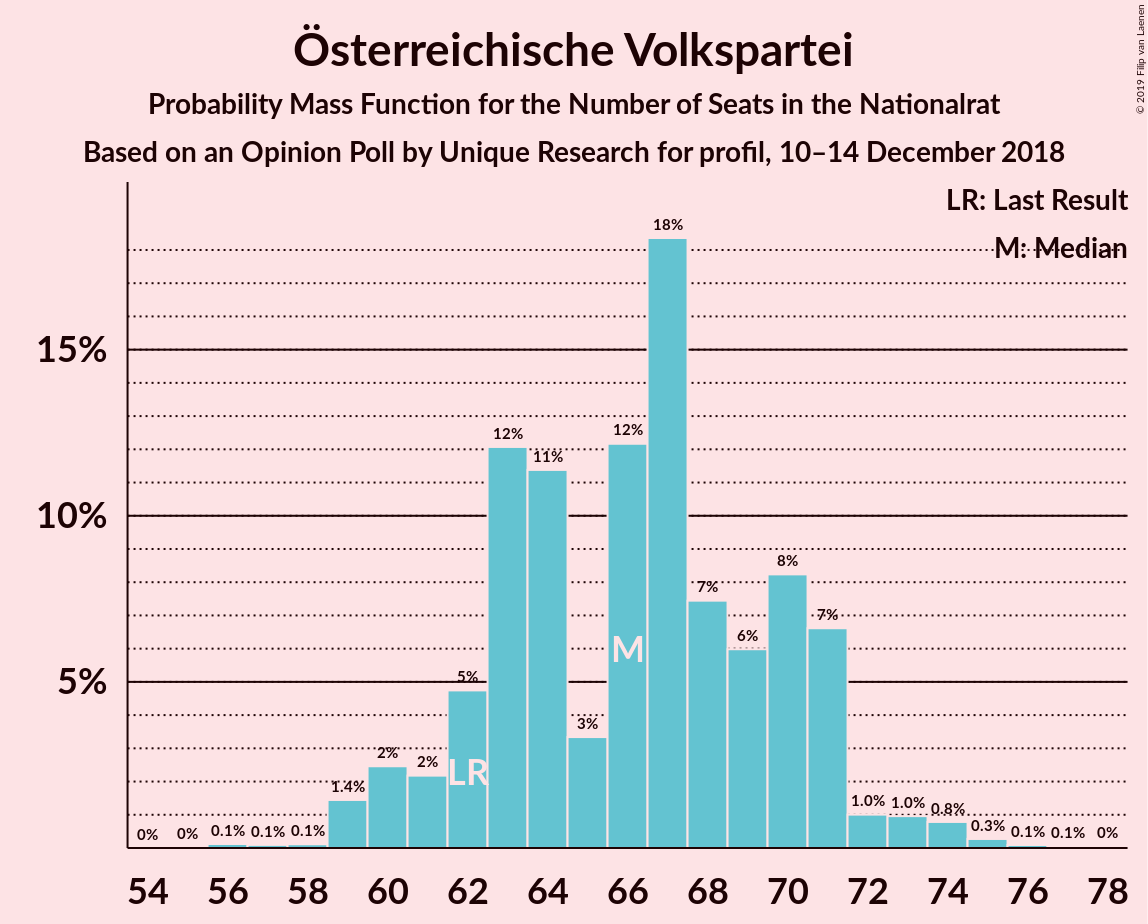 Österreichische Volkspartei
Probability Mass Function for the Number of Seats in the Nationalrat
Based on an Opinion Poll by Unique Research for profil, 10–14 December 2018
© 2019 Filip van Laenen
LR: Last Result
M: Median
15%
10%
5%
0% 0% 0.1% 0.1% 0.1% 1.4% 2% 2% 5% 12% 11% 3% 12% 18% 7% 6% 8% 7% 1.0% 1.0% 0.8% 0.3% 0.1% 0.1% 0%
M
LR
54 56 58 60 62 64 66 68 70 72 74 76 78